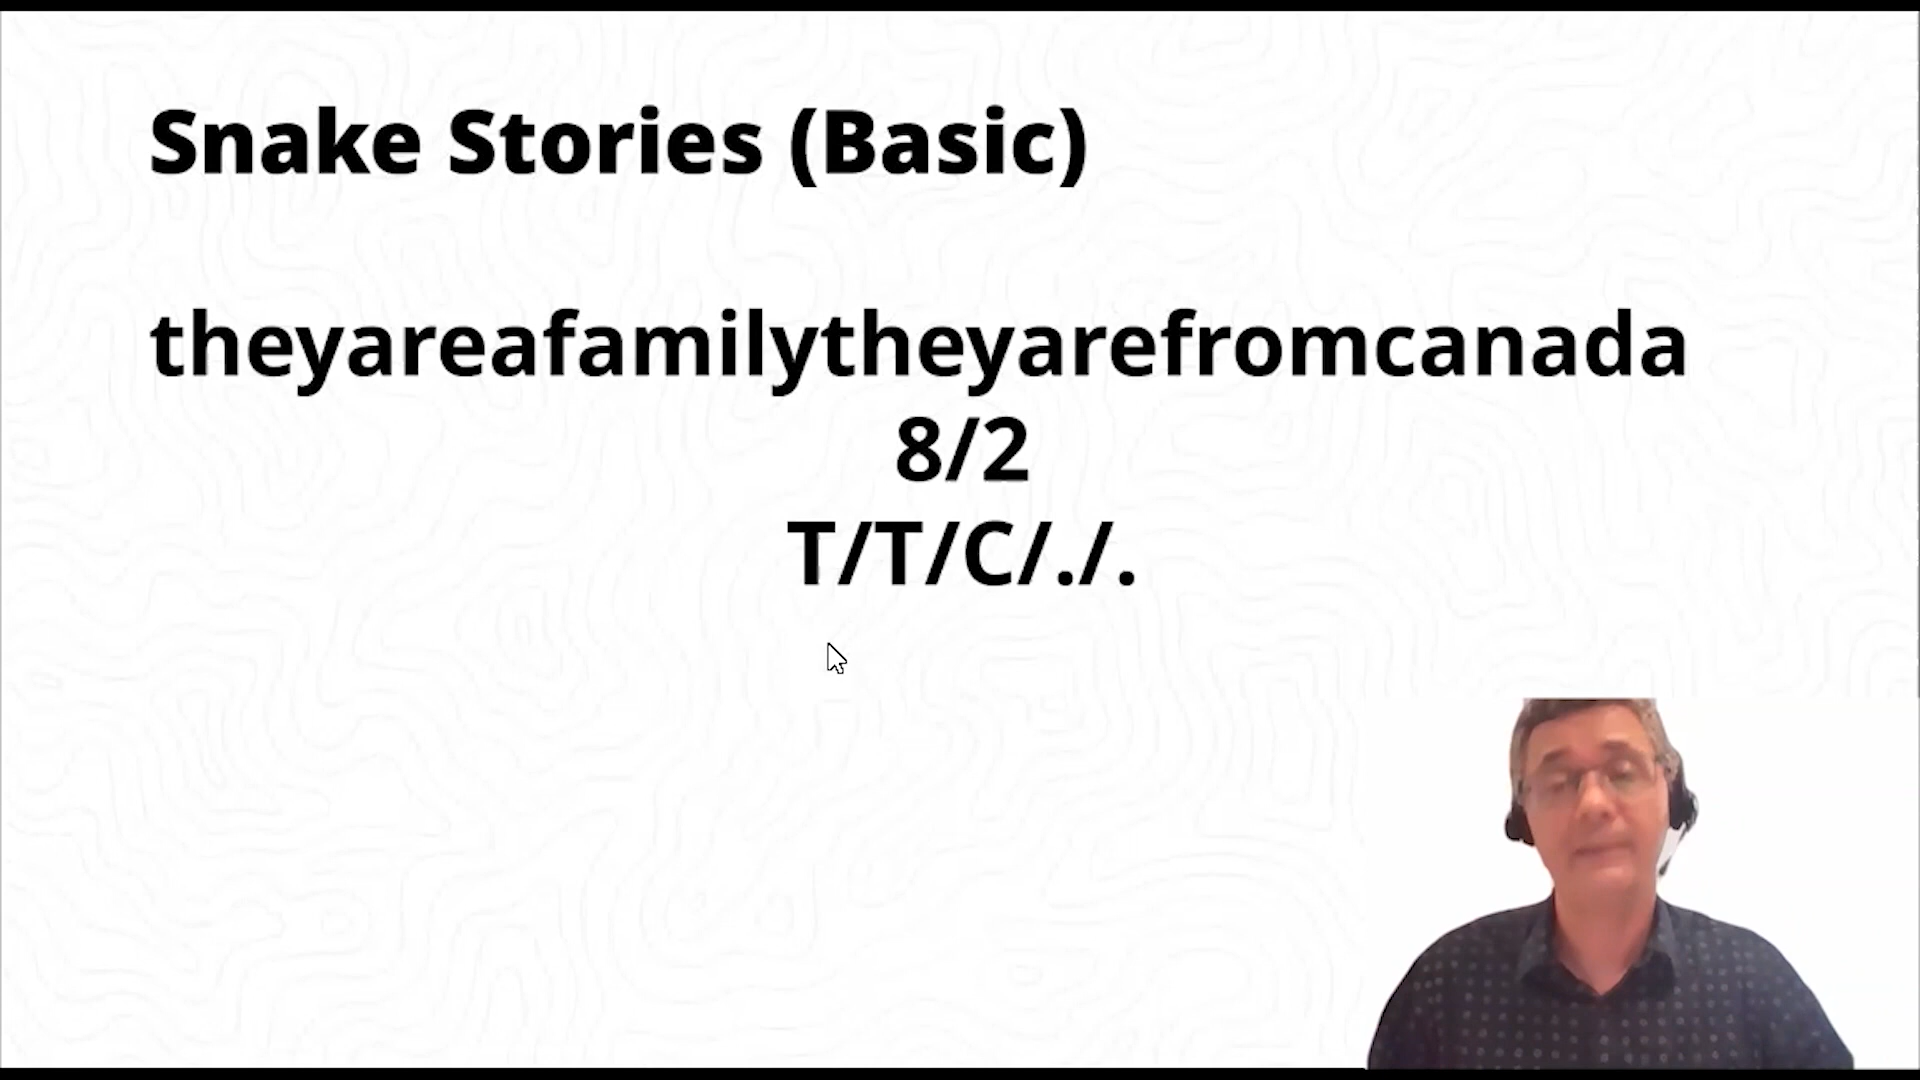 Snake Stories (Basic)
theyareafamilytheyarefromcanada
8/2
T/T/C/./.